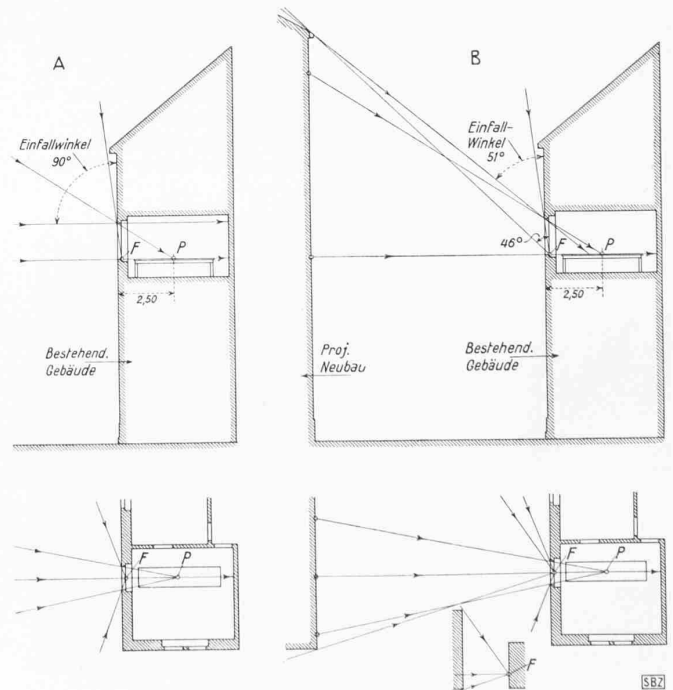 A
Einfallwinkel
90°
F
P
2,50
Bestehend.
Gebäude
B
Einfall-
Winkel
51°
46°
F
P
2,50
Proj.
Neubau
Bestehend.
Gebäude
F
P
F
P
F
SBZ